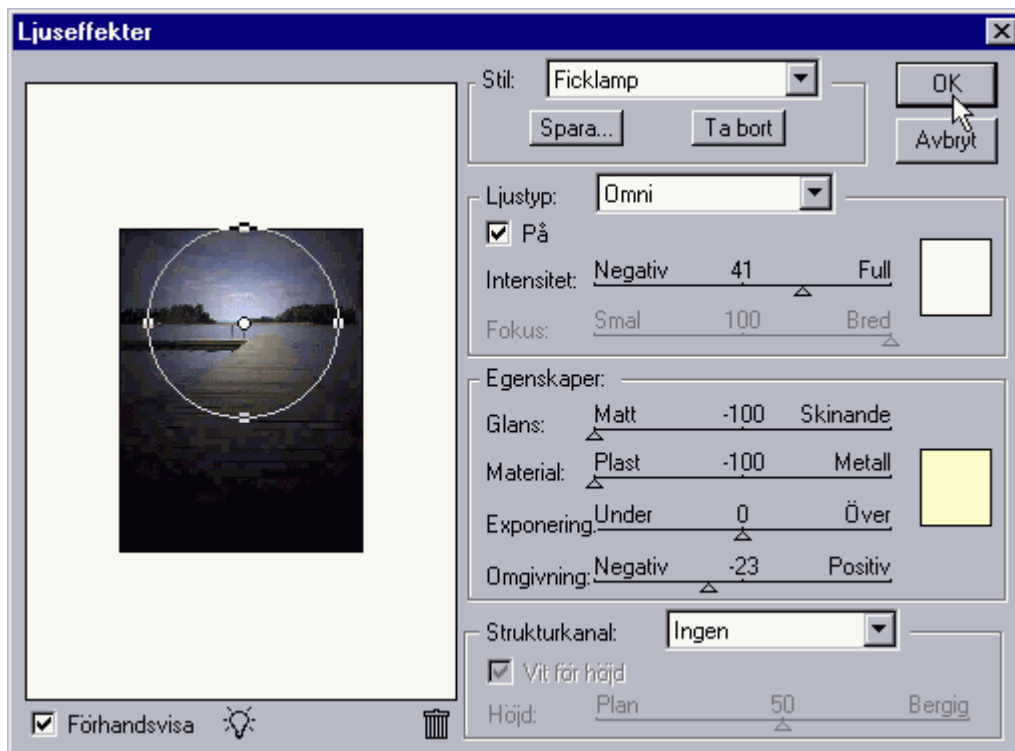 Ljuseffekter
Stil: Ficklamp
OK
Spara... Ta bort
Avbryt
Ljustyp: Omni
På
Intensitet: Negativ 41 Full
Fokus: Smal 100 Bred
Egenskaper:
Glans: Matt -100 Skinande
Material: Plast -100 Metall
Exponering: Under 0 Över
Omgivning: Negativ -23 Positiv
Strukturkanal: Ingen
Vit för höjd
Höjd: Plan 50 Bergig
Förhandsvisa